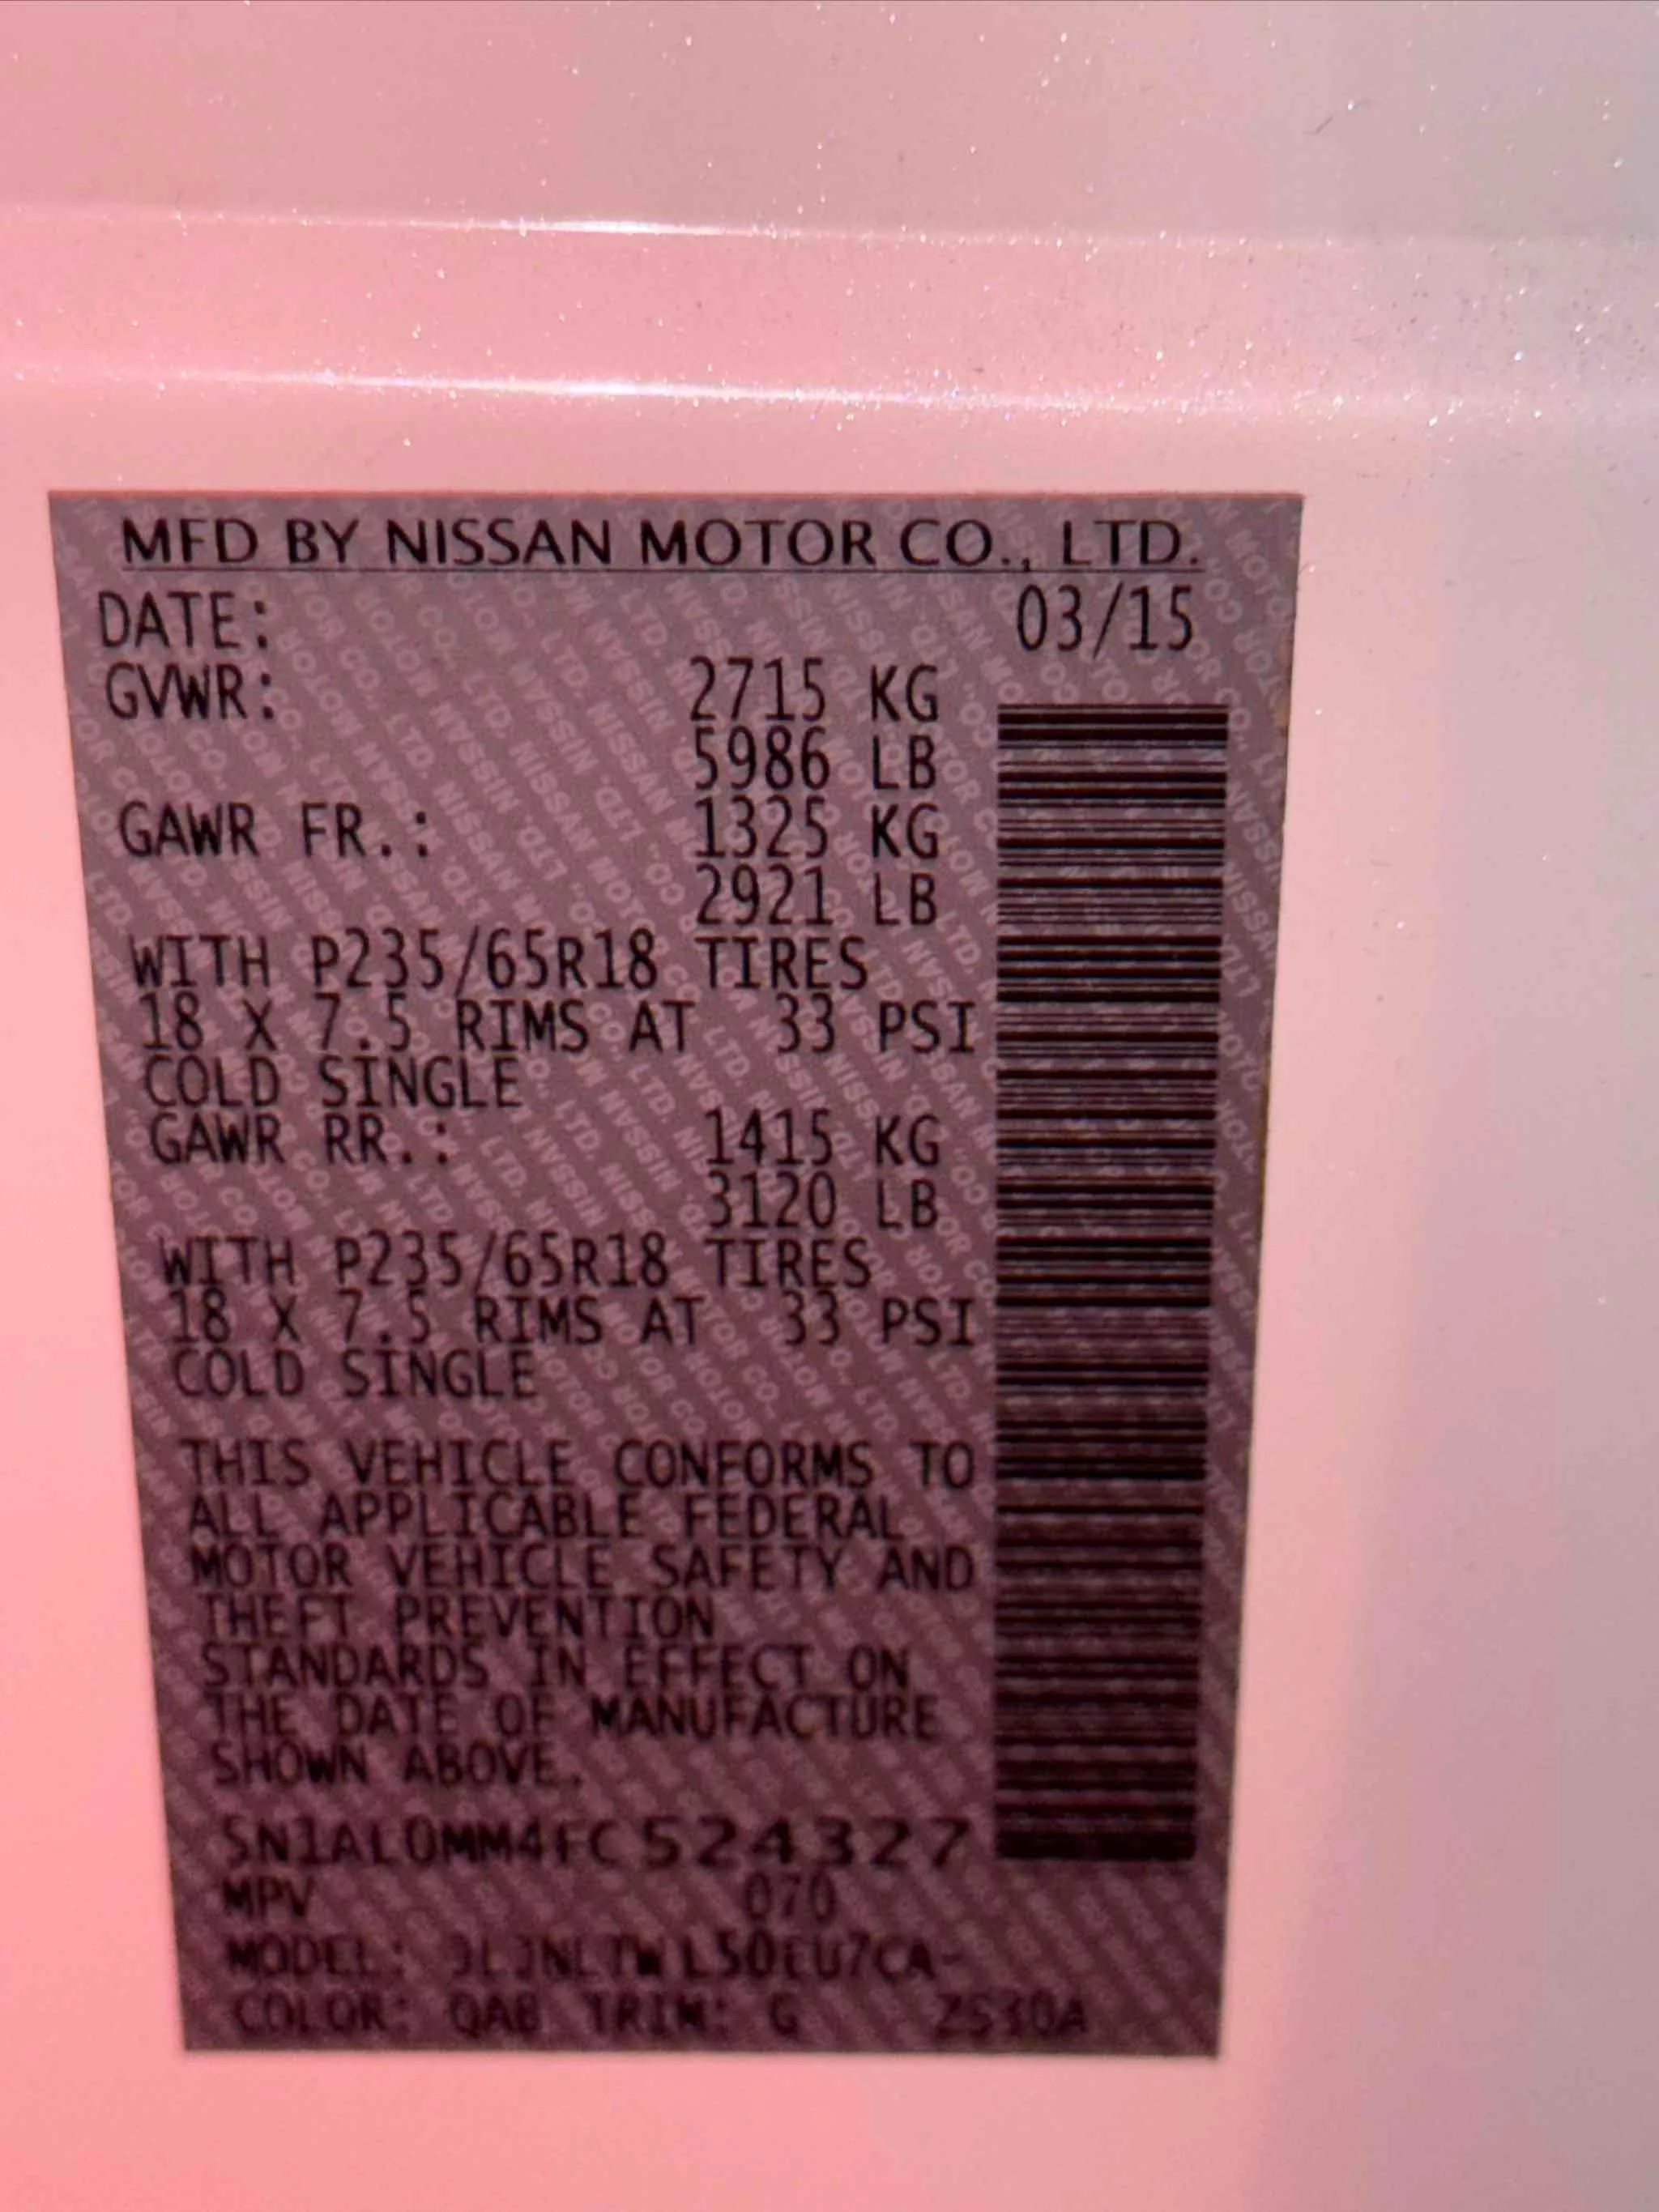 MFD BY NISSAN MOTOR CO., LTD.
DATE: 03/15
GVWR: 2715 KG
5986 LB
GAWR FR.: 1325 KG
2921 LB
WITH P235/65R18 TIRES
18 X 7.5 RIMS AT 33 PSI
COLD SINGLE
GAWR RR.: 1415 KG
3120 LB
WITH P235/65R18 TIRES
18 X 7.5 RIMS AT 33 PSI
COLD SINGLE
THIS VEHICLE CONFORMS TO
ALL APPLICABLE FEDERAL
MOTOR VEHICLE SAFETY AND
THEFT PREVENTION
STANDARDS IN EFFECT ON
THE DATE OF MANUFACTURE
SHOWN ABOVE.
5N1AL0MM4FC524327
MPV 070
MODEL:
COLOR: QAB TRIM: G